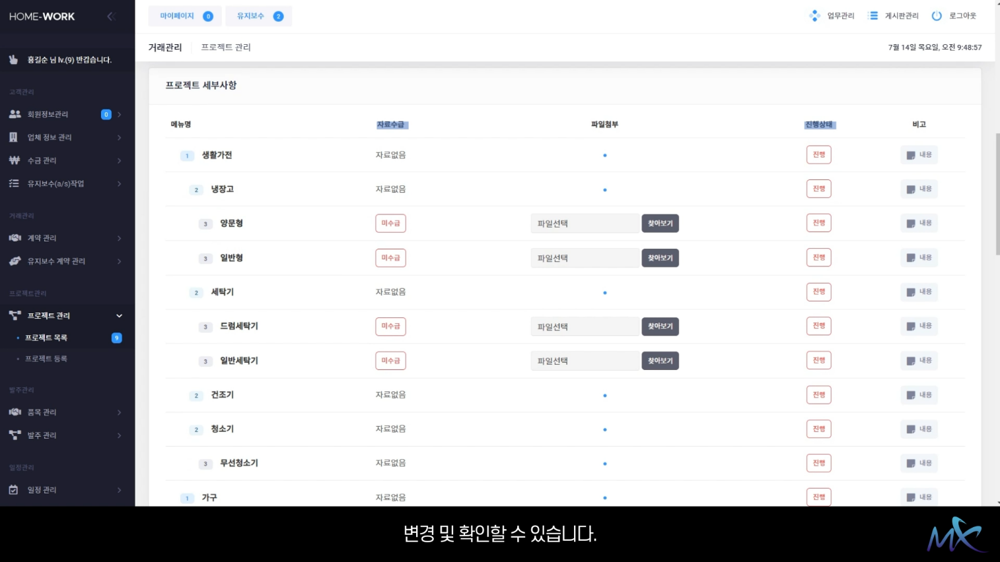 HOME-WORK
마이페이지 0
유지보수 2
업무관리
게시판관리
로그아웃
거래관리 프로젝트 관리
7월 14일 목요일, 오전 9:48:57
홍길순 님 lv.(9) 반갑습니다.
고객관리
회원정보관리 0
업체 정보 관리
수금 관리
유지보수(a/s)작업
거래관리
계약 관리
유지보수 계약 관리
프로젝트관리
프로젝트 관리
프로젝트 목록 9
프로젝트 등록
발주관리
품목 관리
발주 관리
일정관리
일정 관리
프로젝트 세부사항
메뉴명 자료수급 파일첨부 진행상태 비고
1 생활가전 자료없음 진행 내용
2 냉장고 자료없음 진행 내용
3 양문형 미수급 파일선택 찾아보기 진행 내용
3 일반형 미수급 파일선택 찾아보기 진행 내용
2 세탁기 자료없음 진행 내용
3 드럼세탁기 미수급 파일선택 찾아보기 진행 내용
3 일반세탁기 미수급 파일선택 찾아보기 진행 내용
2 건조기 자료없음 진행 내용
2 청소기 자료없음 진행 내용
3 무선청소기 자료없음 진행 내용
1 가구 자료없음 진행 내용
변경 및 확인할 수 있습니다.
MX